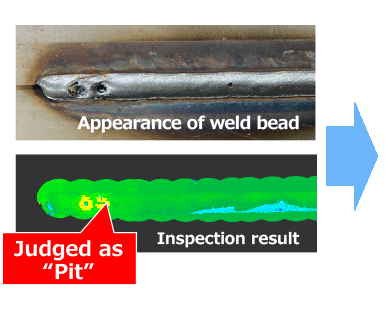 Appearance of weld bead
Inspection result
Judged as
“Pit”